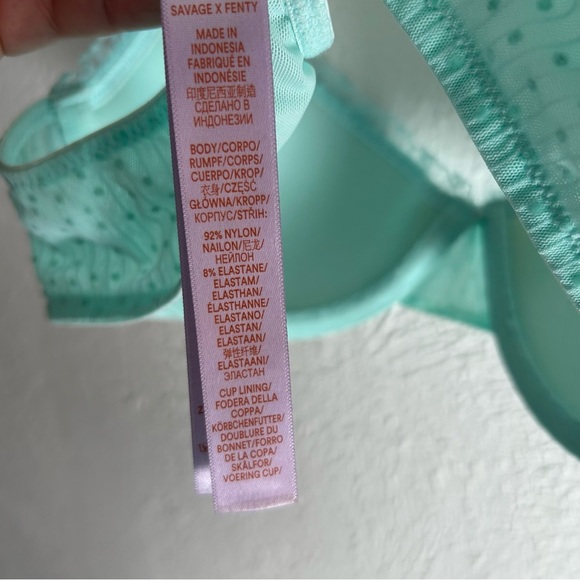 SAVAGE X FENTY
MADE IN
INDONESIA
FABRIQUÉ EN
INDONÉSIE
印度尼西亚制造
СДЕЛАНО В
ИНДОНЕЗИИ
BODY/CORPO/
RUMPF/CORPS/
CUERPO/KROP/
衣身/CZĘŚĆ
GŁÓWNA/KROPP/
КОРПУС/STŘIH:
92% NYLON/
NAILON/尼龙/
НЕЙЛОН
8% ELASTANE/
ELASTAM/
ELASTHAN/
ÉLASTHANNE/
ELASTANO/
ELASTAN/
ELASTAAN/
弹性纤维/
ELASTAANI/
ЭЛАСТАН
CUP LINING/
FODERA DELLA
COPPA/
KÖRBCHENFUTTER/
DOUBLURE DU
BONNET/FORRO
DE LA COPA/
SKÅLFOR/
VOERING CUP/